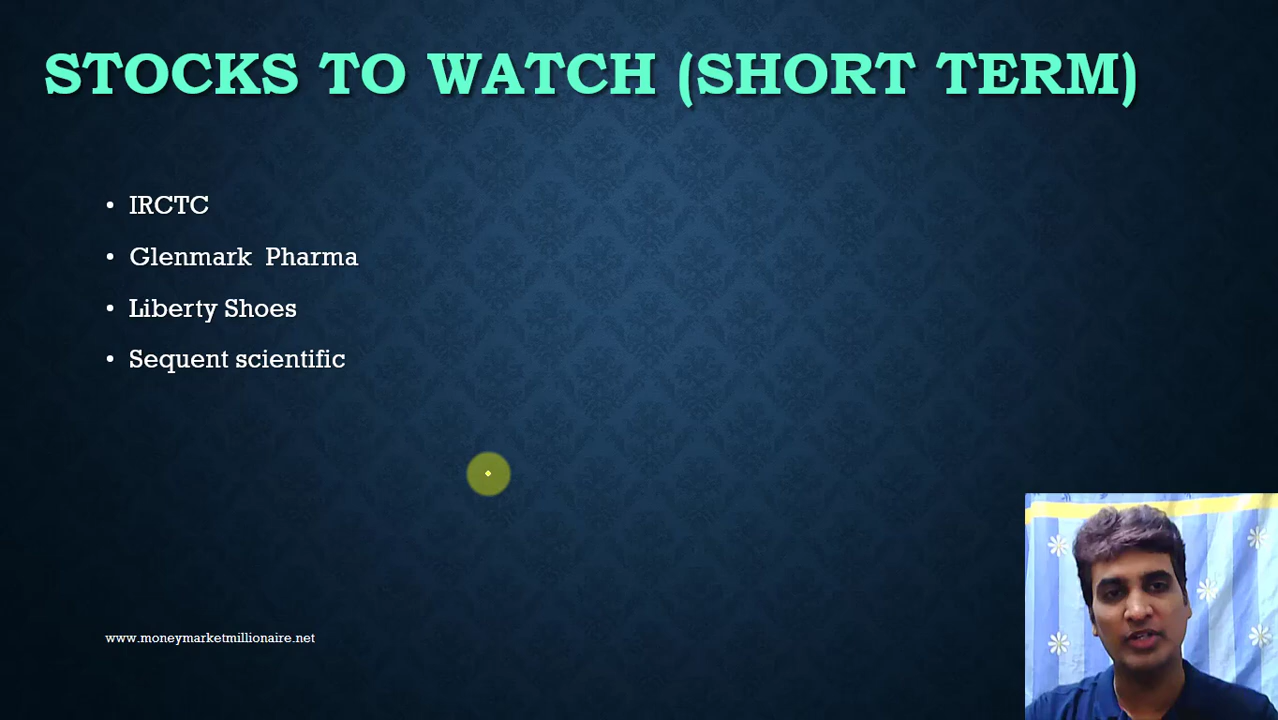 STOCKS TO WATCH (SHORT TERM)
• IRCTC
• Glenmark Pharma
• Liberty Shoes
• Sequent scientific
www.moneymarketmillionaire.net